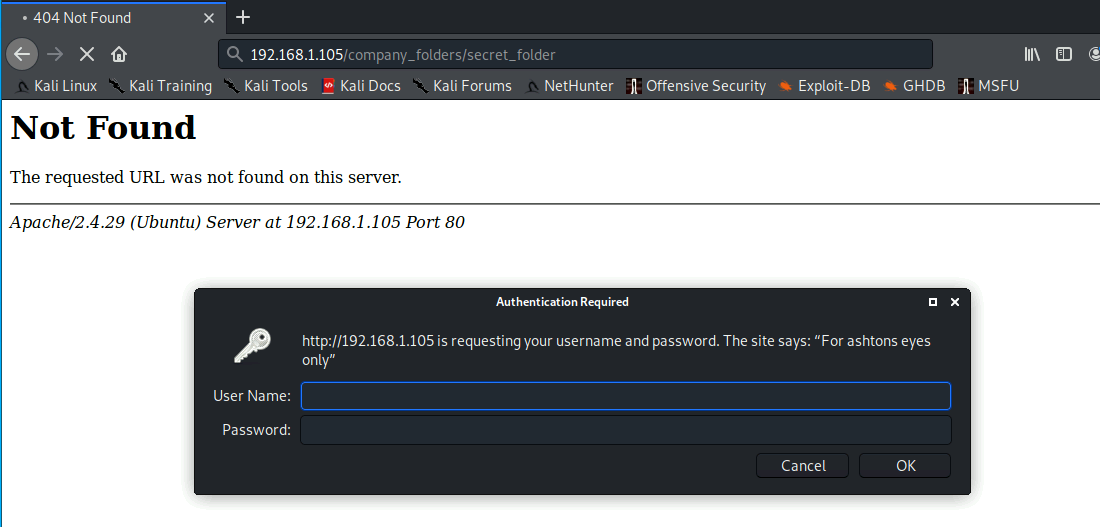 404 Not Found
192.168.1.105/company_folders/secret_folder
Kali Linux Kali Training Kali Tools Kali Docs Kali Forums NetHunter Offensive Security Exploit-DB GHDB MSFU
Not Found
The requested URL was not found on this server.
Apache/2.4.29 (Ubuntu) Server at 192.168.1.105 Port 80
Authentication Required
http://192.168.1.105 is requesting your username and password. The site says: “For ashtons eyes
only”
User Name:
Password:
Cancel OK